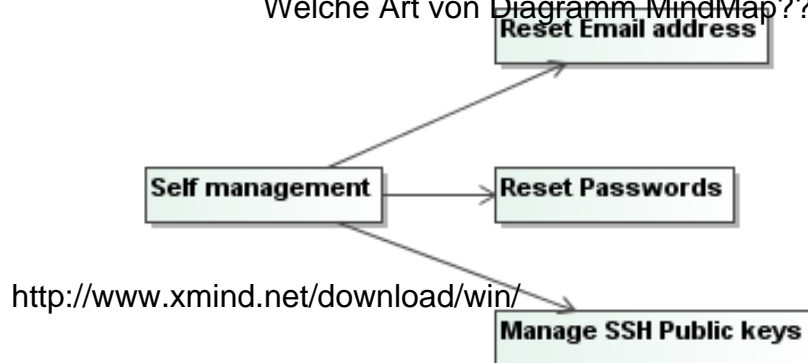 Welche Art von Diagramm MindMap??
Reset Email address
Self management
Reset Passwords
http://www.xmind.net/download/win/
Manage SSH Public keys